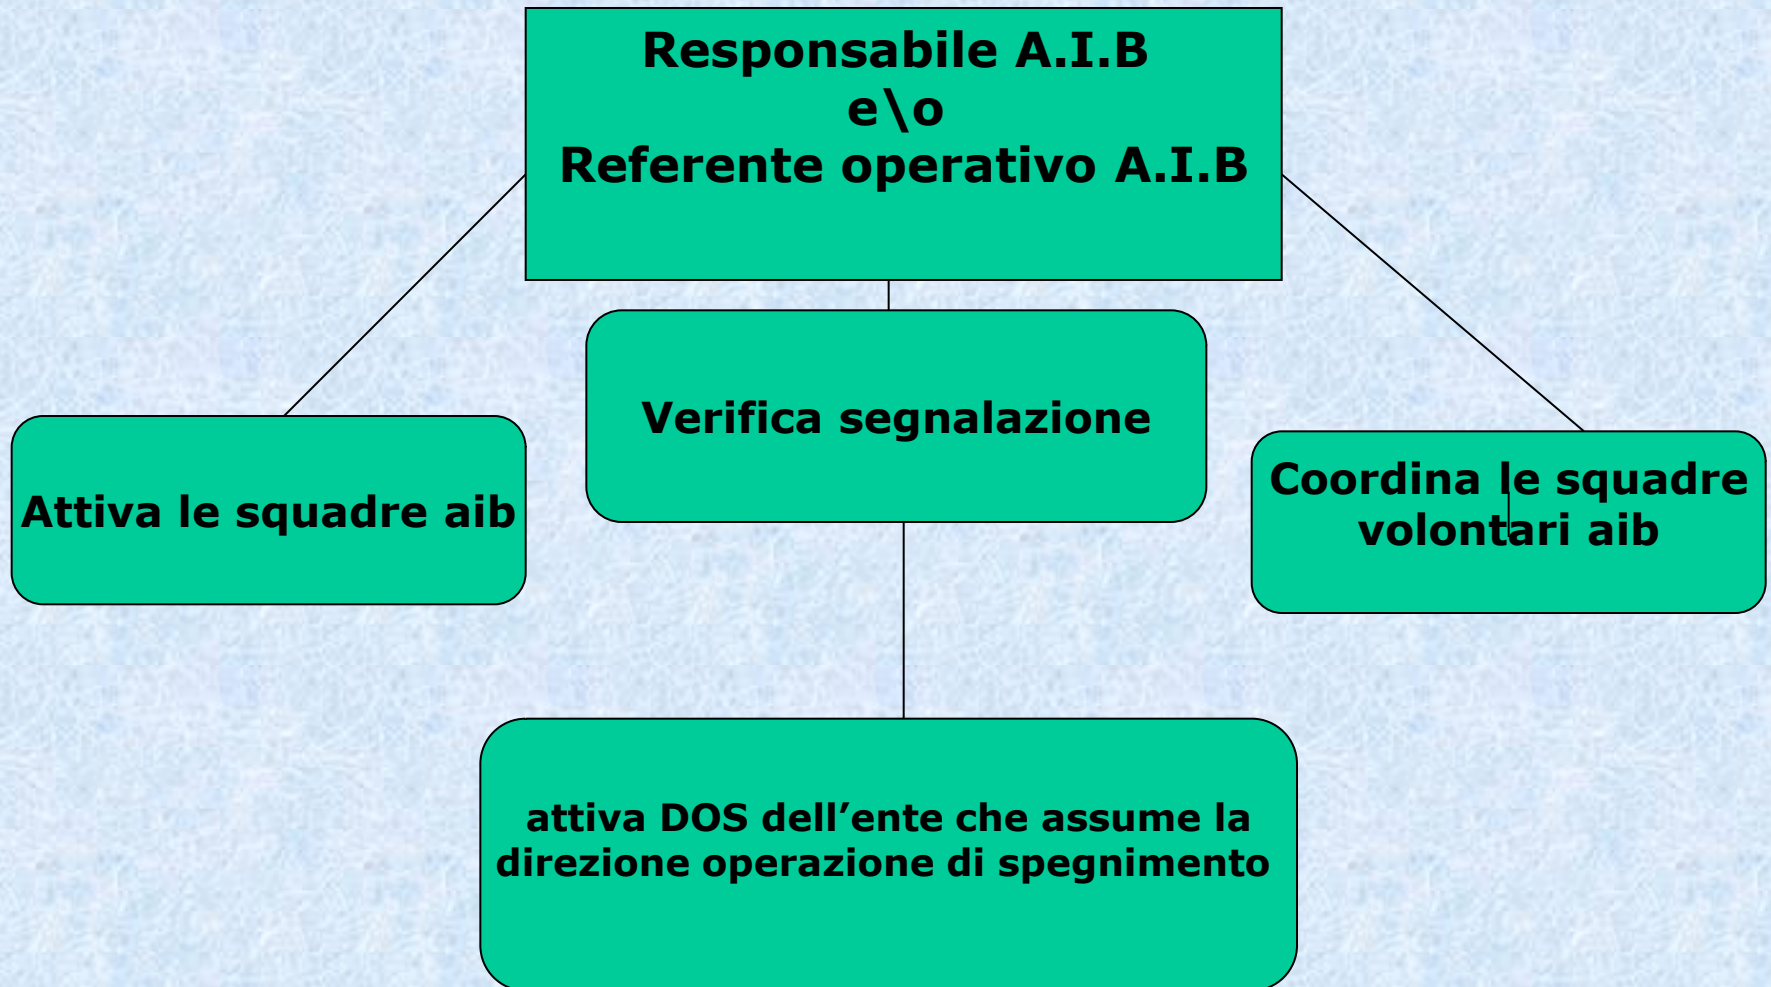 Responsabile A.I.B
e\o
Referente operativo A.I.B
Verifica segnalazione
Attiva le squadre aib
Coordina le squadre
volontari aib
attiva DOS dell’ente che assume la
direzione operazione di spegnimento